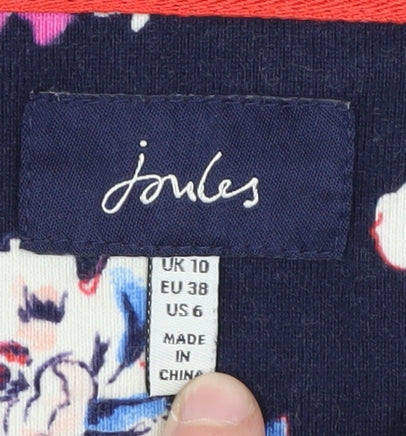 joules
UK 10
EU 38
US 6
MADE
IN
CHINA